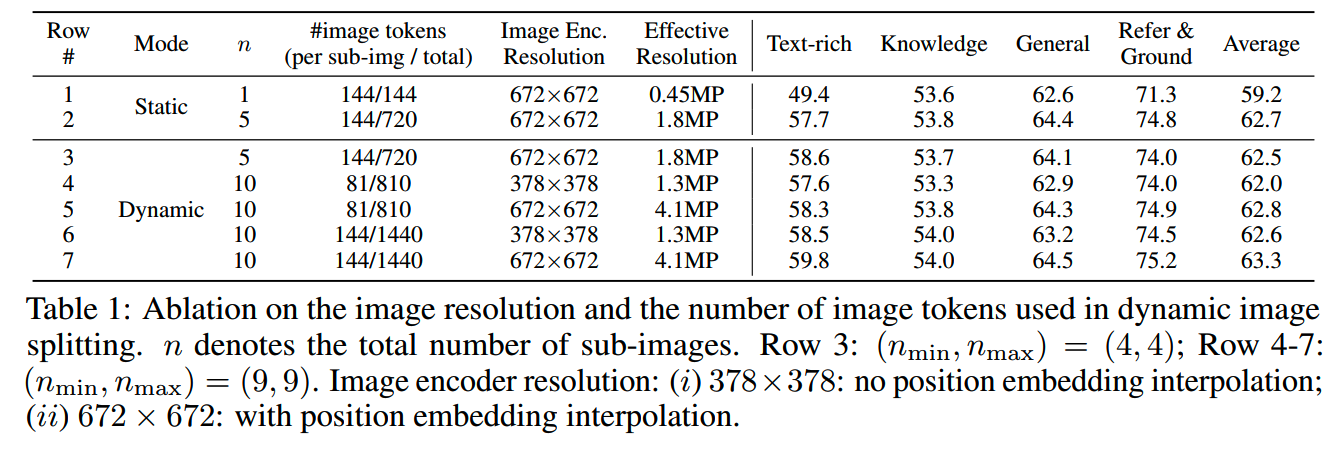 Row # Mode n #image tokens (per sub-img / total) Image Enc. Resolution Effective Resolution Text-rich Knowledge General Refer & Ground Average
1 Static 1 144/144 672×672 0.45MP 49.4 53.6 62.6 71.3 59.2
2 5 144/720 672×672 1.8MP 57.7 53.8 64.4 74.8 62.7
3 5 144/720 672×672 1.8MP 58.6 53.7 64.1 74.0 62.5
4 10 81/810 378×378 1.3MP 57.6 53.3 62.9 74.0 62.0
5 Dynamic 10 81/810 672×672 4.1MP 58.3 53.8 64.3 74.9 62.8
6 10 144/1440 378×378 1.3MP 58.5 54.0 63.2 74.5 62.6
7 10 144/1440 672×672 4.1MP 59.8 54.0 64.5 75.2 63.3
Table 1: Ablation on the image resolution and the number of image tokens used in dynamic image
splitting. n denotes the total number of sub-images. Row 3: (nmin, nmax) = (4, 4); Row 4-7:
(nmin, nmax) = (9, 9). Image encoder resolution: (i) 378×378: no position embedding interpolation;
(ii) 672 × 672: with position embedding interpolation.